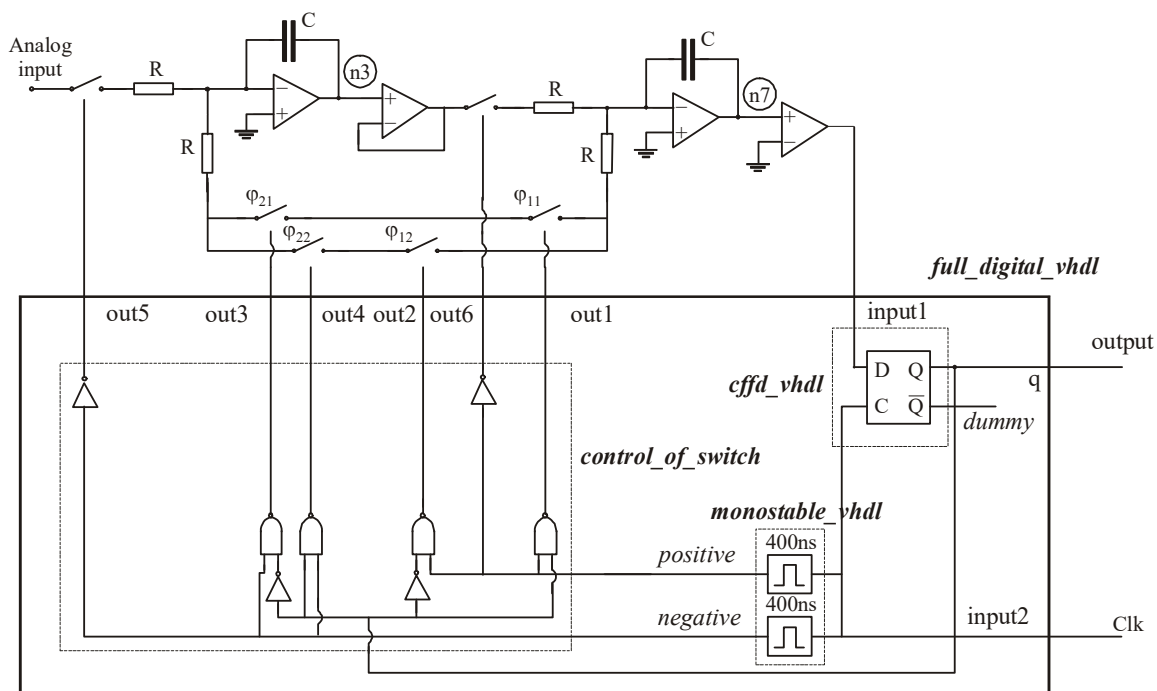 C
Analog
input
R
n3
C
R
n7
R
R
φ21
φ11
φ22
φ12
full_digital_vhdl
out5
out3
out4
out2
out6
out1
input1
output
D
Q
q
cffd_vhdl
C
Q
dummy
control_of_switch
monostable_vhdl
400ns
positive
400ns
negative
input2
Clk